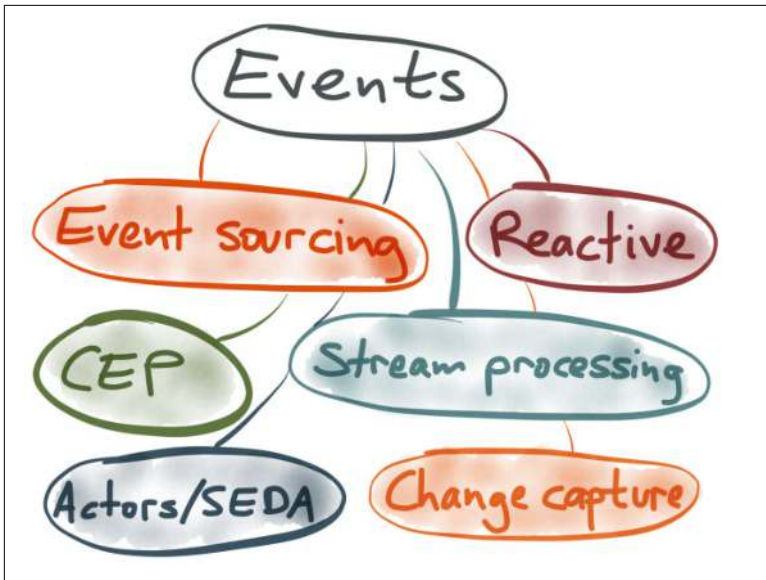 Events
Event sourcing
Reactive
CEP
Stream processing
Actors/SEDA
Change capture